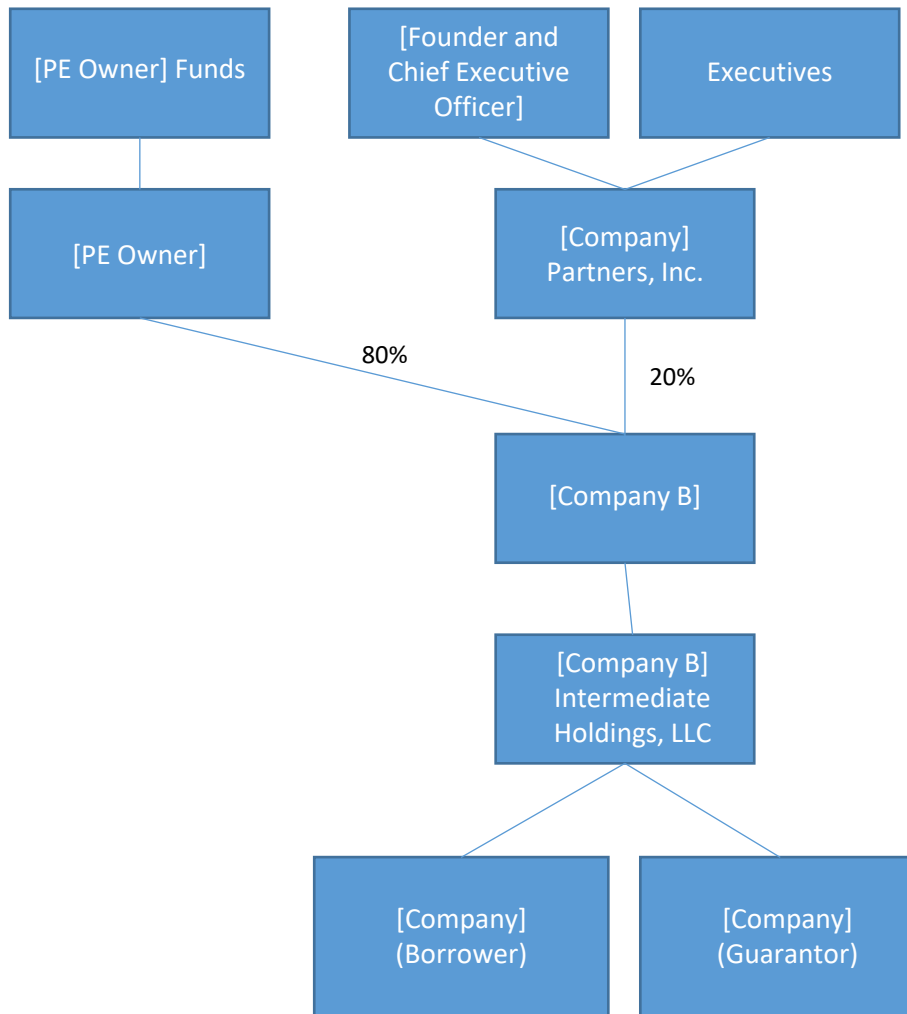 [PE Owner] Funds
[Founder and
Chief Executive
Officer]
Executives
[PE Owner]
[Company]
Partners, Inc.
80%
20%
[Company B]
[Company B]
Intermediate
Holdings, LLC
[Company]
(Borrower)
[Company]
(Guarantor)